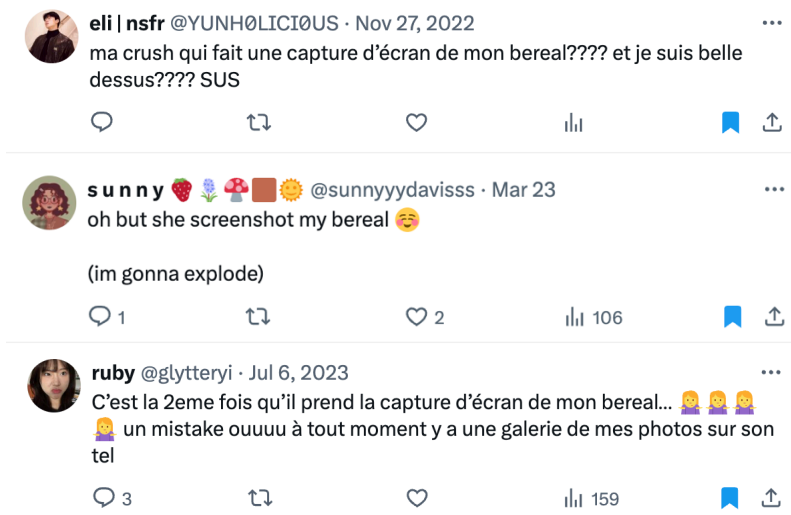 eli | nsfr @YUNHØLICIØUS · Nov 27, 2022
ma crush qui fait une capture d’écran de mon bereal???? et je suis belle
dessus???? SUS
s u n n y 🍓🪻🍄🟫🌞 @sunnyyydavisss · Mar 23
oh but she screenshot my bereal ☺️
(im gonna explode)
1 2 106
ruby @glytteryi · Jul 6, 2023
C’est la 2eme fois qu’il prend la capture d’écran de mon bereal... 🤷‍♀️🤷‍♀️🤷‍♀️
🤷‍♀️ un mistake ouuuu à tout moment y a une galerie de mes photos sur son
tel
3 159